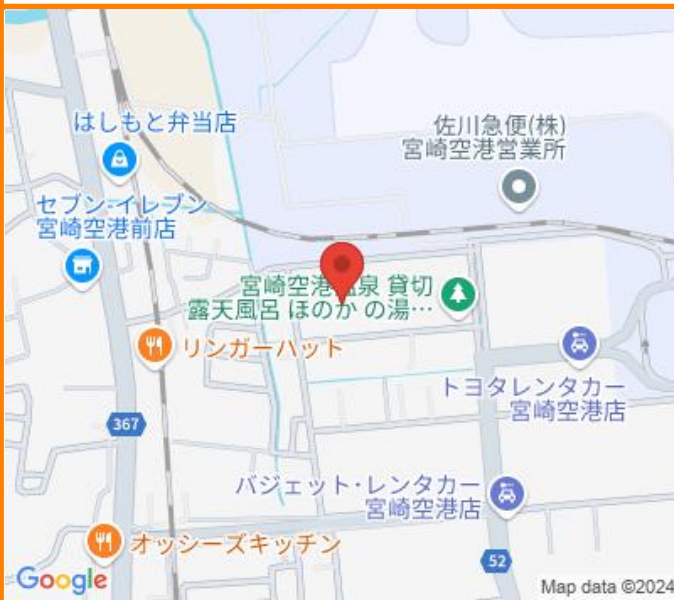 はしもと弁当店
佐川急便(株)
宮崎空港営業所
セブン-イレブン
宮崎空港前店
宮崎空港温泉 貸切
露天風呂 ほのか の湯…
リンガーハット
トヨタレンタカー
宮崎空港店
367
バジェット・レンタカー
宮崎空港店
オッシーズキッチン
52
Google
Map data ©2024